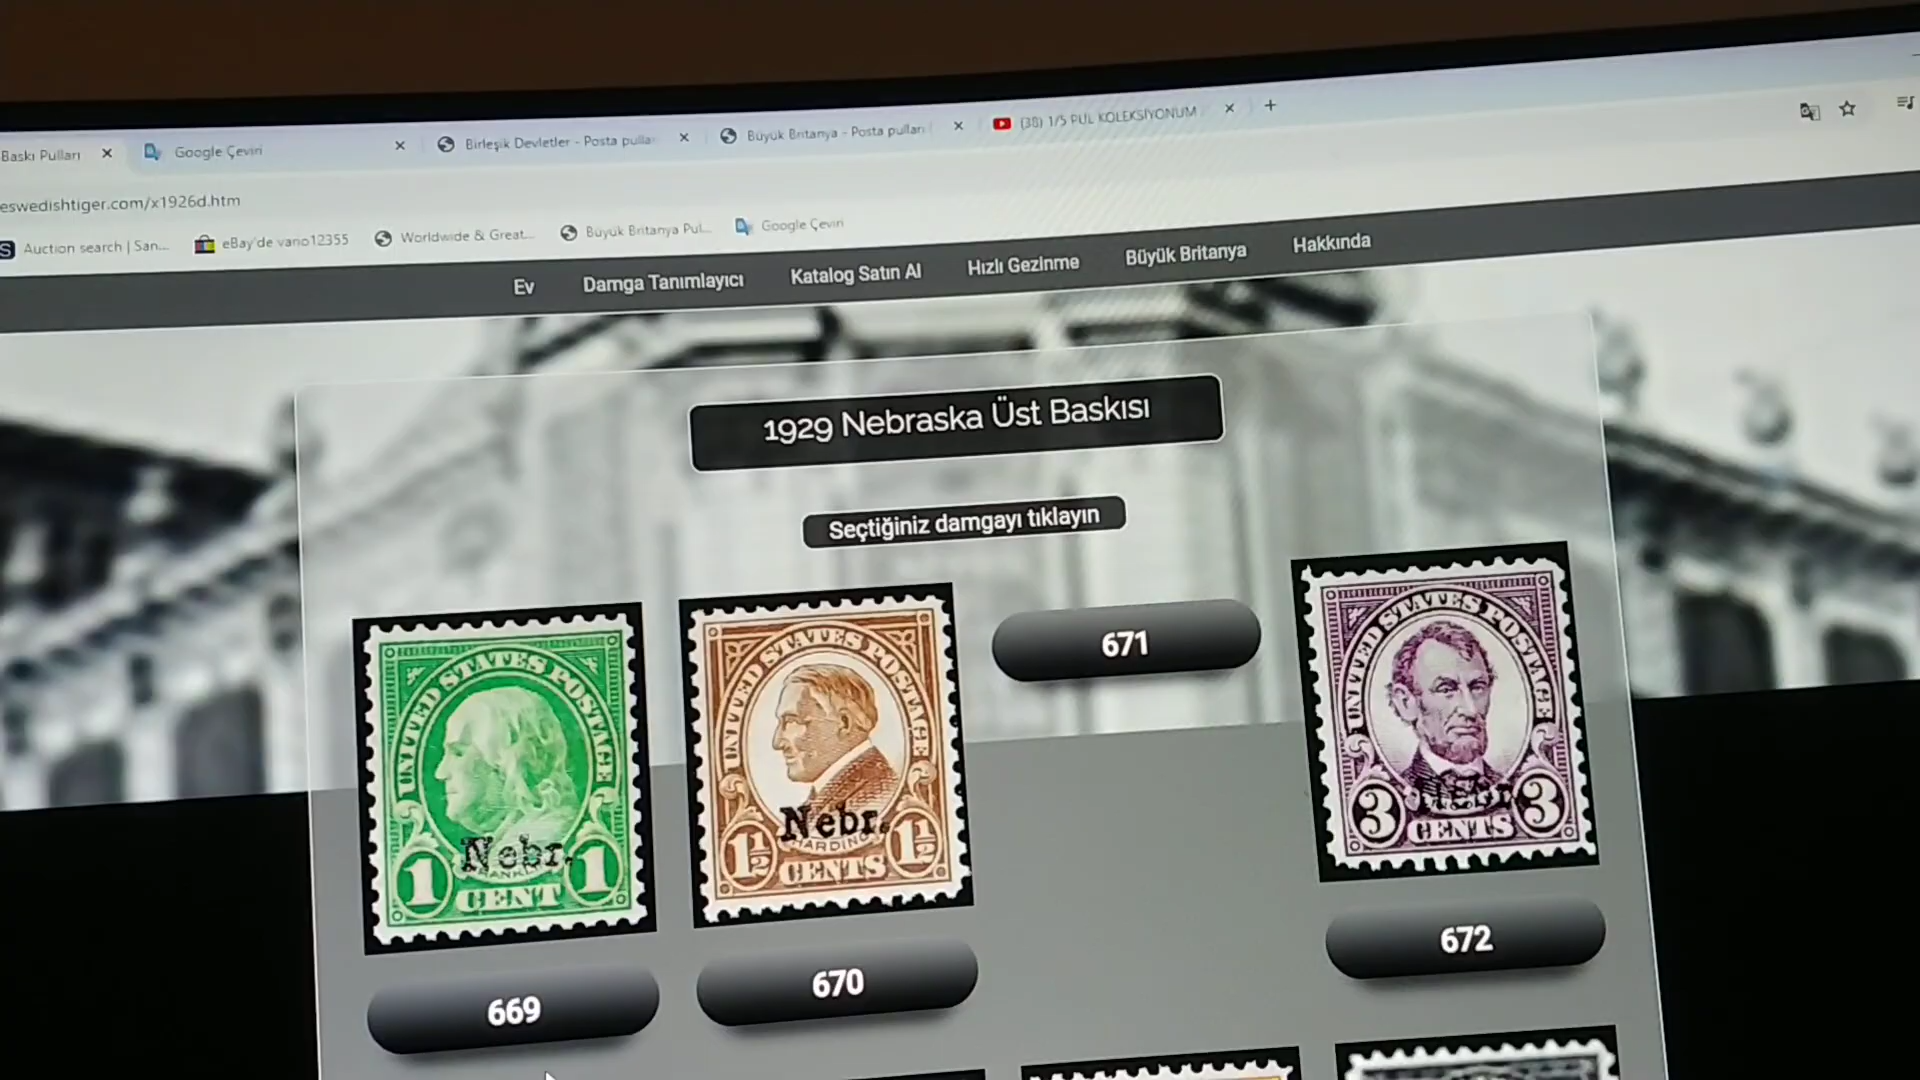 Baskı Pulları
Google Çeviri
Birleşik Devletler - Posta pulla
Büyük Britanya - Posta pulları
(38) 1/5 PUL KOLEKSİYONUM
eswedishtiger.com/x1926d.htm
S Auction search | San...
eBay'de vario12355
Worldwide & Great...
Büyük Britanya Pul...
Google Çeviri
Ev
Damga Tanımlayıcı
Katalog Satın Al
Hızlı Gezinme
Büyük Britanya
Hakkında
1929 Nebraska Üst Baskısı
Seçtiğiniz damgayı tıklayın
UNITED STATES POSTAGE
Nebr.
FRANKLIN
1 CENT 1
669
UNITED STATES POSTAGE
Nebr.
HARDING
1½ CENTS 1½
670
671
UNITED STATES POSTAGE
Nebr.
3 CENTS 3
672